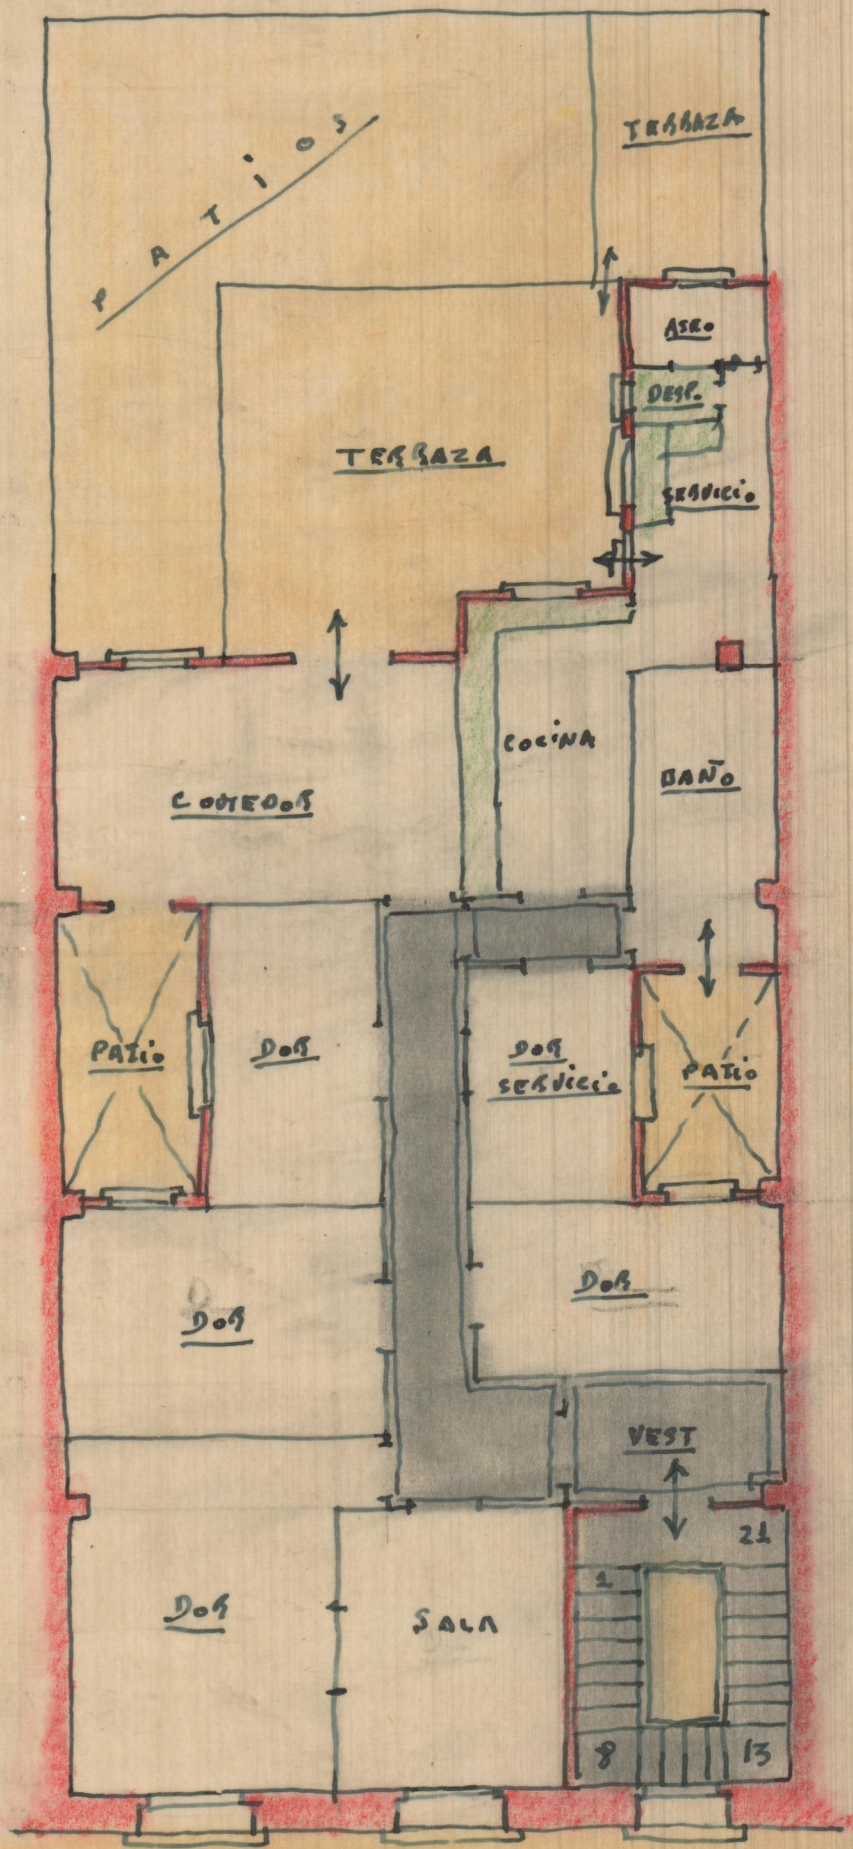 TERRAZA
PATiOS
ASEO
DESP.
TERRAZA
SERViCiO
COCiNA
BAÑO
COMEDOR
PATiO
DOR
DOR
SERViCiO
PATiO
DOR
DOR
VEST
21
1
DOR
SALA
8
13